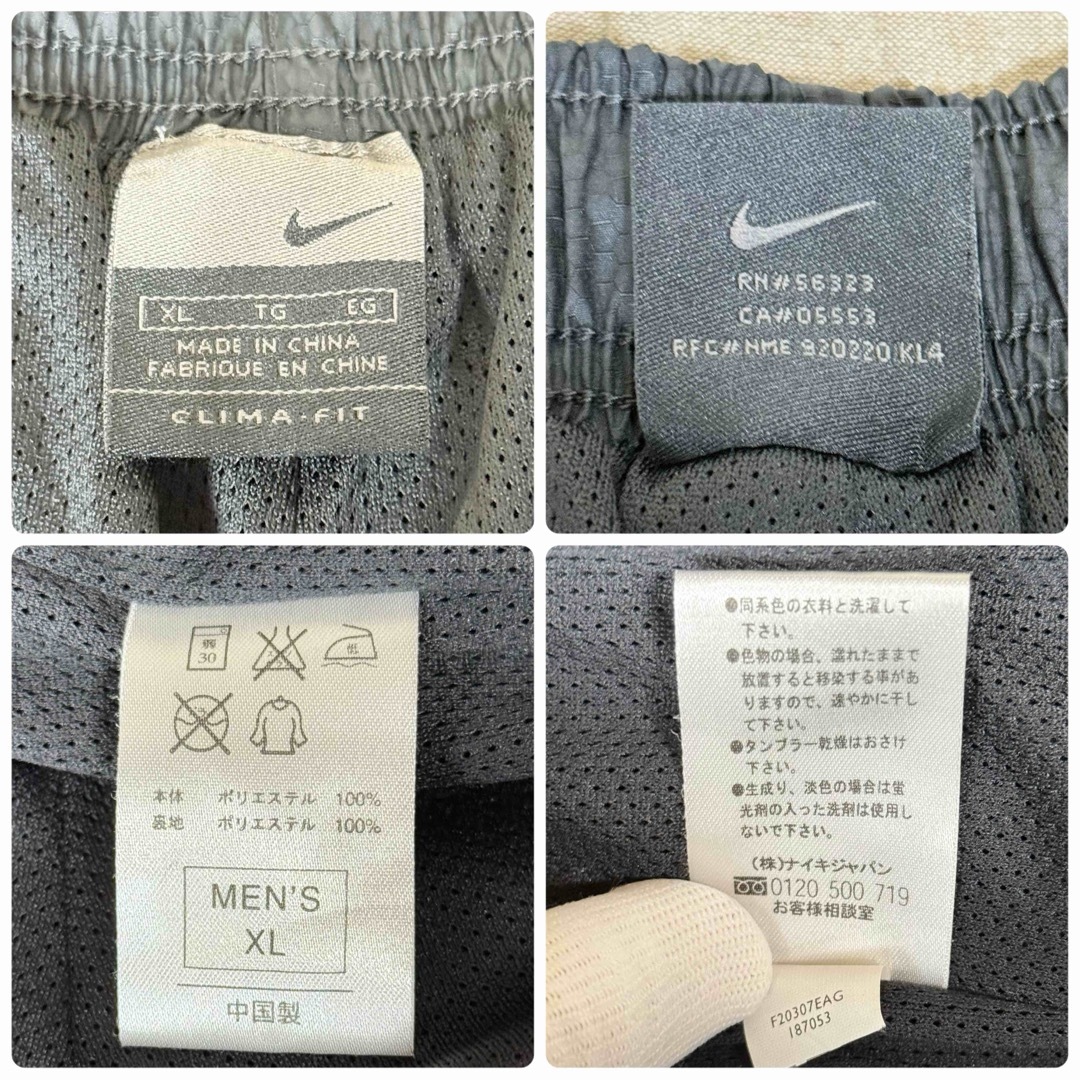 XL TG EG
MADE IN CHINA
FABRIQUE EN CHINE
CLIMA-FIT
RN#56323
CA#05553
RFC#HME 920220 KL4
弱
30
低
本体 ポリエステル 100%
裏地 ポリエステル 100%
MEN'S
XL
中国製
●同系色の衣料と洗濯して
下さい。
●色物の場合、濡れたままで
放置すると移染する事があ
りますので、速やかに干し
て下さい。
●タンブラー乾燥はおさけ
下さい。
●生成り、淡色の場合は蛍
光剤の入った洗剤は使用し
ないで下さい。
(株)ナイキジャパン
0120 500 719
お客様相談室
F20307EAG
187053